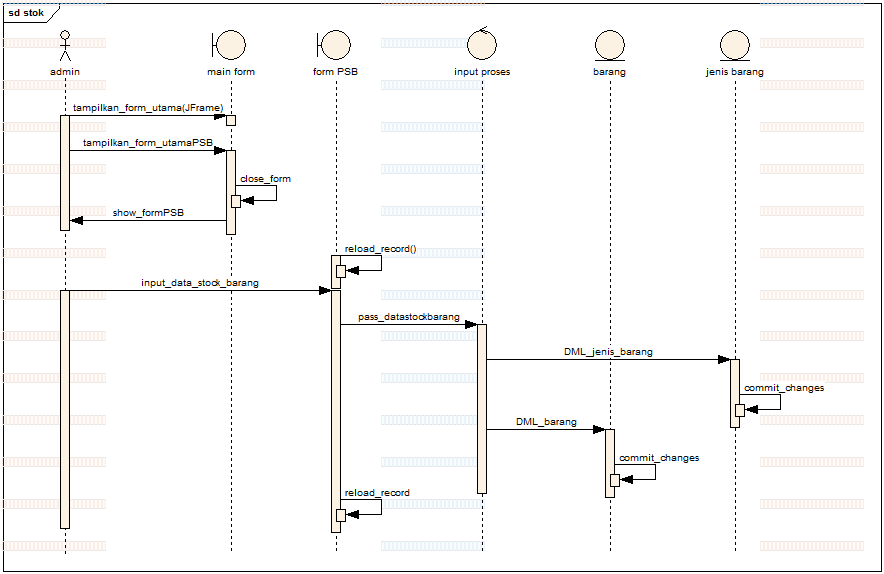 sd stok
admin
main form
form PSB
input proses
barang
jenis barang
tampilkan_form_utama(JFrame)
tampilkan_form_utamaPSB
close_form
show_formPSB
reload_record()
input_data_stock_barang
pass_datastockbarang
DML_jenis_barang
commit_changes
DML_barang
commit_changes
reload_record